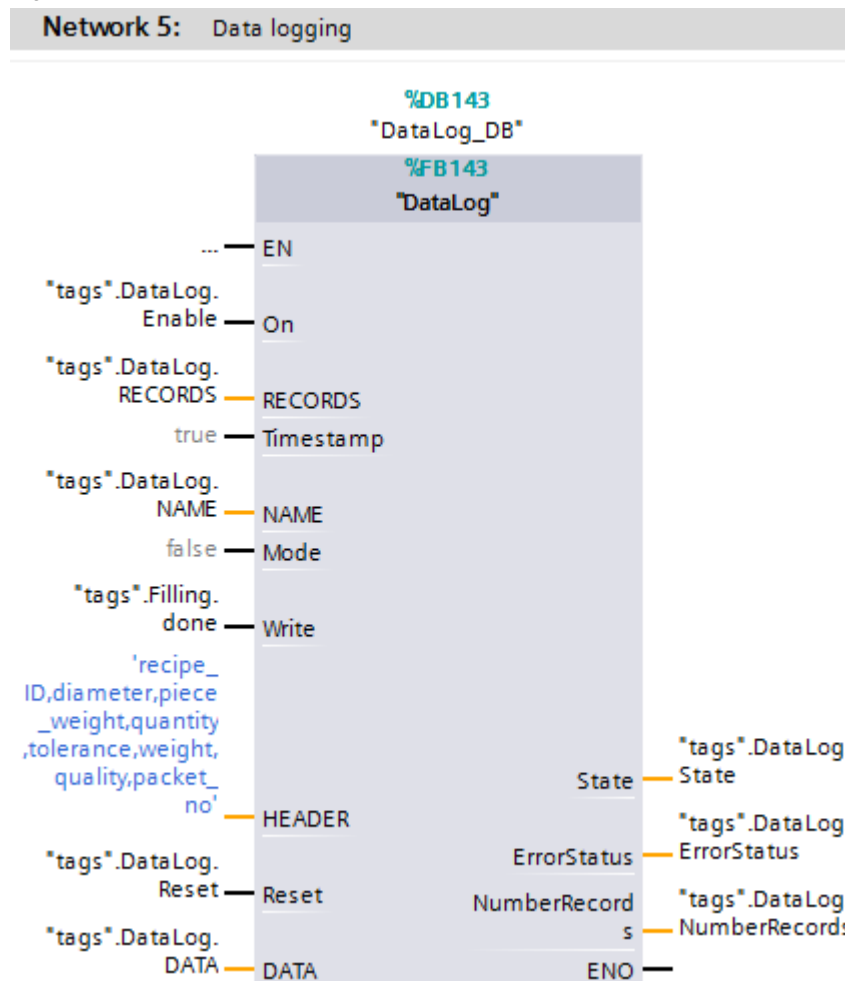 Network 5: Data logging
%DB143
"DataLog_DB"
%FB143
"DataLog"
... EN
"tags".DataLog.
Enable On
"tags".DataLog.
RECORDS RECORDS
true Timestamp
"tags".DataLog.
NAME NAME
false Mode
"tags".Filling.
done Write
'recipe_
ID,diameter,piece
_weight,quantity
,tolerance,weight,
quality,packet_
no' HEADER
"tags".DataLog
State State
"tags".DataLog
ErrorStatus ErrorStatus
"tags".DataLog.
Reset Reset
NumberRecord
s
"tags".DataLog
NumberRecords
"tags".DataLog.
DATA DATA
ENO